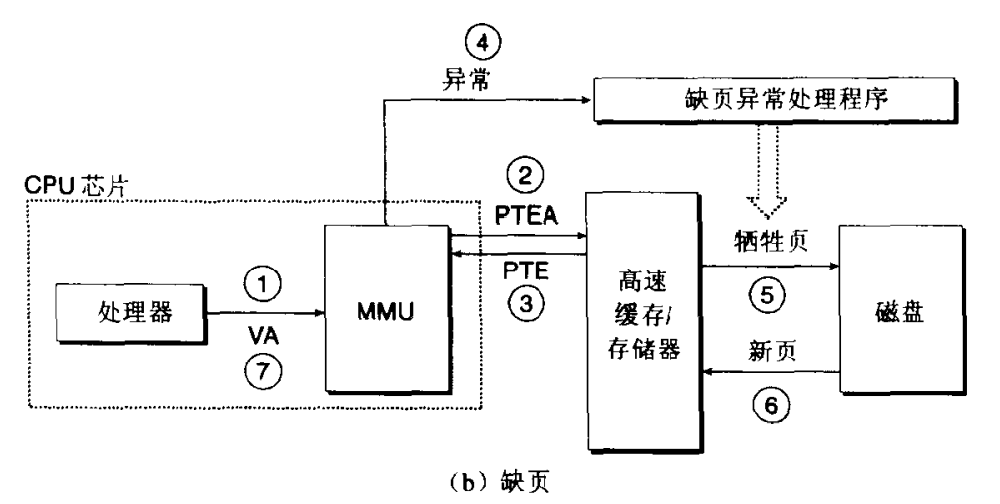 ④
异常
缺页异常处理程序
CPU 芯片
②
PTEA
牺牲页
①
处理器
VA
⑦
MMU
PTE
③
高速
缓存/
存储器
⑤
磁盘
新页
⑥
(b) 缺页